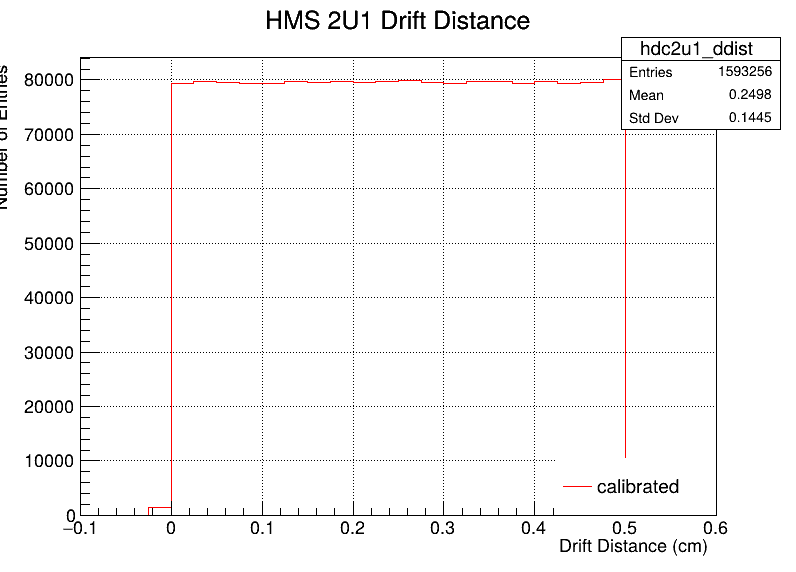 HMS 2U1 Drift Distance
hdc2u1_ddist
Entries 1593256
Mean 0.2498
Std Dev 0.1445
Number of Entries
80000
70000
60000
50000
40000
30000
20000
10000
0
−0.1 0 0.1 0.2 0.3 0.4 0.5 0.6
calibrated
Drift Distance (cm)